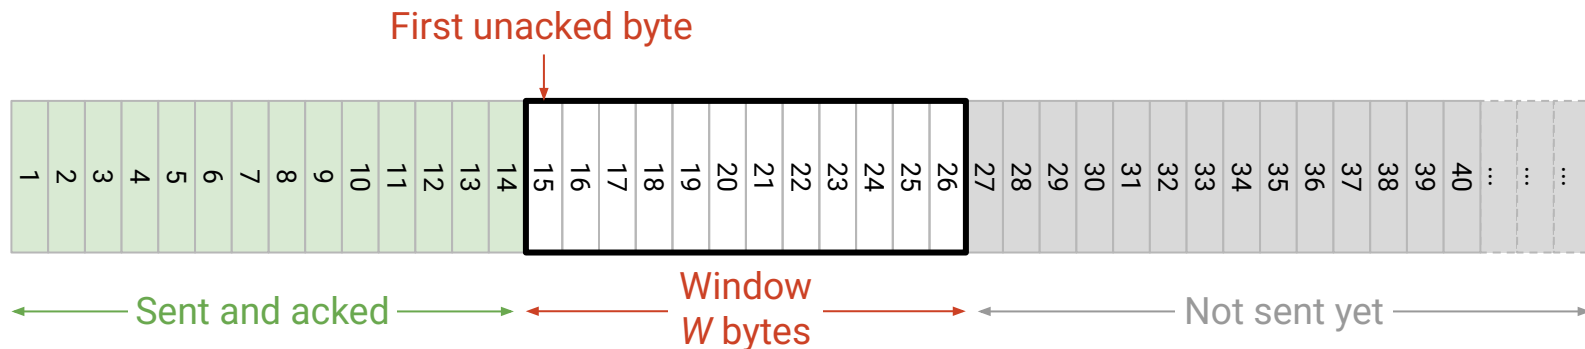 First unacked byte
1 2 3 4 5 6 7 8 9 10 11 12 13 14 15 16 17 18 19 20 21 22 23 24 25 26 27 28 29 30 31 32 33 34 35 36 37 38 39 40 ... ... ...
Sent and acked
Window
W bytes
Not sent yet